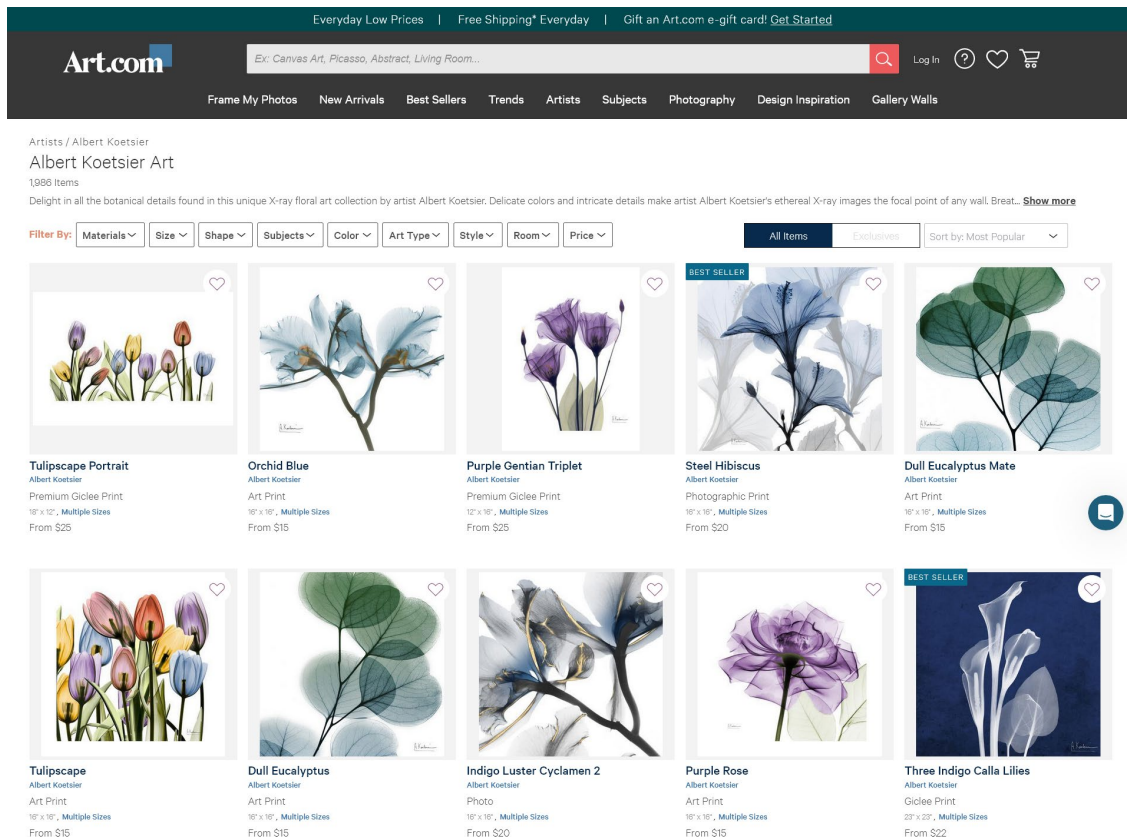 Everyday Low Prices | Free Shipping* Everyday | Gift an Art.com e-gift card! Get Started
Art.com
Ex: Canvas Art, Picasso, Abstract, Living Room...
Log In
Frame My Photos New Arrivals Best Sellers Trends Artists Subjects Photography Design Inspiration Gallery Walls
Artists / Albert Koetsier
Albert Koetsier Art
1,986 Items
Delight in all the botanical details found in this unique X-ray floral art collection by artist Albert Koetsier. Delicate colors and intricate details make artist Albert Koetsier's ethereal X-ray images the focal point of any wall. Breat... Show more
Filter By: Materials Size Shape Subjects Color Art Type Style Room Price
All Items Exclusives Sort by: Most Popular
BEST SELLER
Tulipscape Portrait Orchid Blue Purple Gentian Triplet Steel Hibiscus Dull Eucalyptus Mate
Albert Koetsier Albert Koetsier Albert Koetsier Albert Koetsier Albert Koetsier
Premium Giclee Print Art Print Premium Giclee Print Photographic Print Art Print
18" x 12", Multiple Sizes 16" x 16", Multiple Sizes 12" x 16", Multiple Sizes 16" x 16", Multiple Sizes 16" x 16", Multiple Sizes
From $25 From $15 From $25 From $20 From $15
BEST SELLER
Tulipscape Dull Eucalyptus Indigo Luster Cyclamen 2 Purple Rose Three Indigo Calla Lilies
Albert Koetsier Albert Koetsier Albert Koetsier Albert Koetsier Albert Koetsier
Art Print Art Print Photo Art Print Giclee Print
16" x 16", Multiple Sizes 16" x 16", Multiple Sizes 16" x 16", Multiple Sizes 16" x 16", Multiple Sizes 23" x 23", Multiple Sizes
From $15 From $15 From $20 From $15 From $22